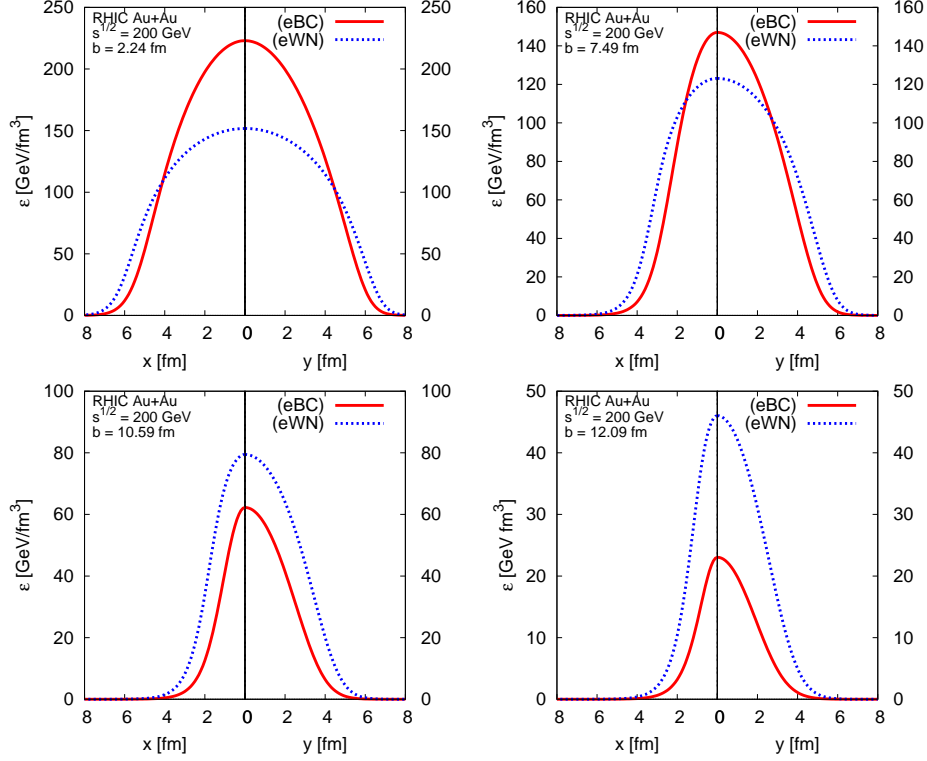 RHIC Au+Au
s^1/2 = 200 GeV
b = 2.24 fm
(eBC)
(eWN)
ε [GeV/fm^3]
0
50
100
150
200
250
0
50
100
150
200
250
8 6 4 2 0 0 2 4 6 8
x [fm] y [fm]
RHIC Au+Au
s^1/2 = 200 GeV
b = 7.49 fm
(eBC)
(eWN)
ε [GeV/fm^3]
0
20
40
60
80
100
120
140
160
0
20
40
60
80
100
120
140
160
8 6 4 2 0 0 2 4 6 8
x [fm] y [fm]
RHIC Au+Au
s^1/2 = 200 GeV
b = 10.59 fm
(eBC)
(eWN)
ε [GeV/fm^3]
0
20
40
60
80
100
0
20
40
60
80
100
8 6 4 2 0 0 2 4 6 8
x [fm] y [fm]
RHIC Au+Au
s^1/2 = 200 GeV
b = 12.09 fm
(eBC)
(eWN)
ε [GeV fm^3]
0
10
20
30
40
50
0
10
20
30
40
50
8 6 4 2 0 0 2 4 6 8
x [fm] y [fm]